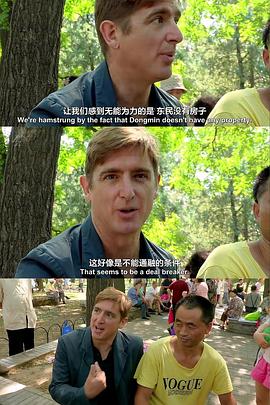 让我们感到无能为力的是 东民没有房子
We're hamstrung by the fact that Dongmin doesn't have any property.
这好像是不能通融的条件
That seems to be a deal breaker.
VOGUE